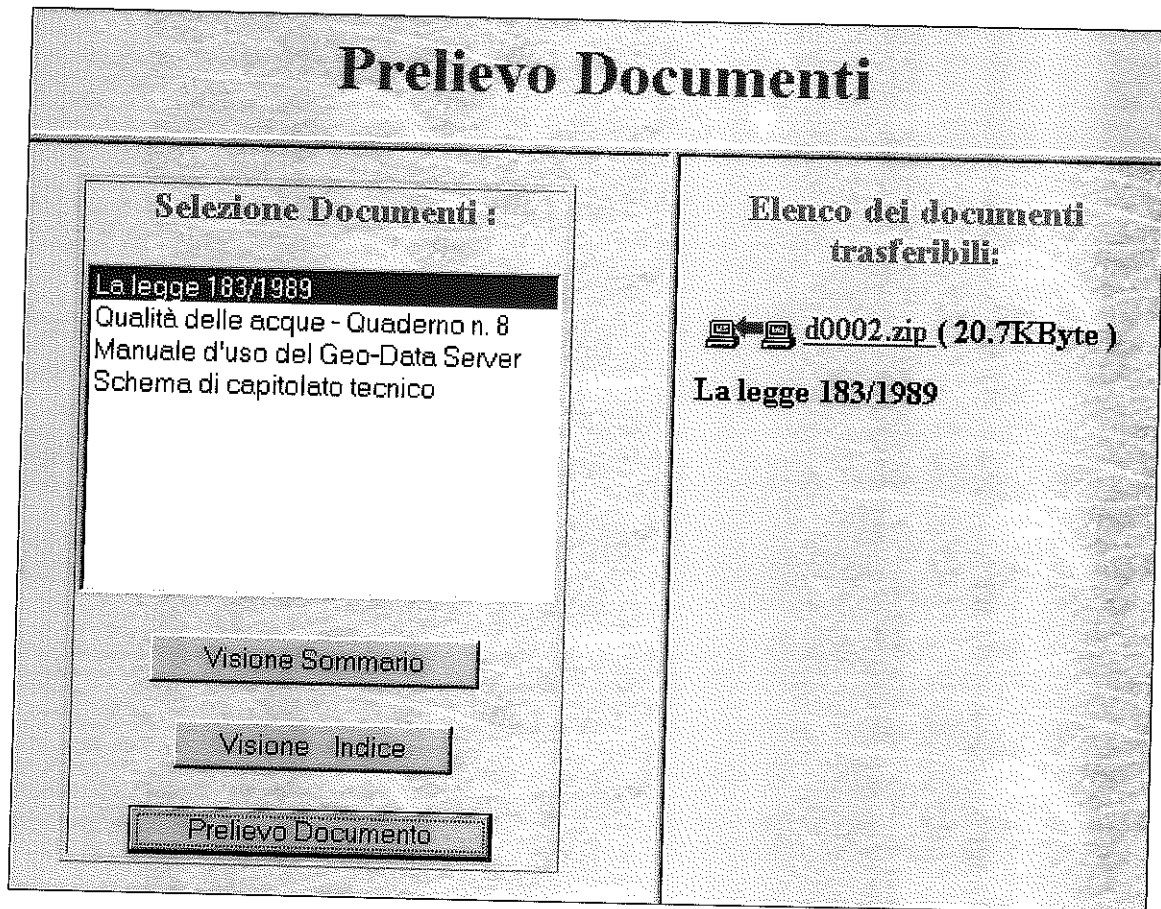 Prelievo Documenti
Selezione Documenti :
La legge 183/1989
Qualità delle acque - Quaderno n. 8
Manuale d'uso del Geo-Data Server
Schema di capitolato tecnico
Visione Sommario
Visione Indice
Prelievo Documento
Elenco dei documenti
trasferibili:
d0002.zip ( 20.7KByte )
La legge 183/1989